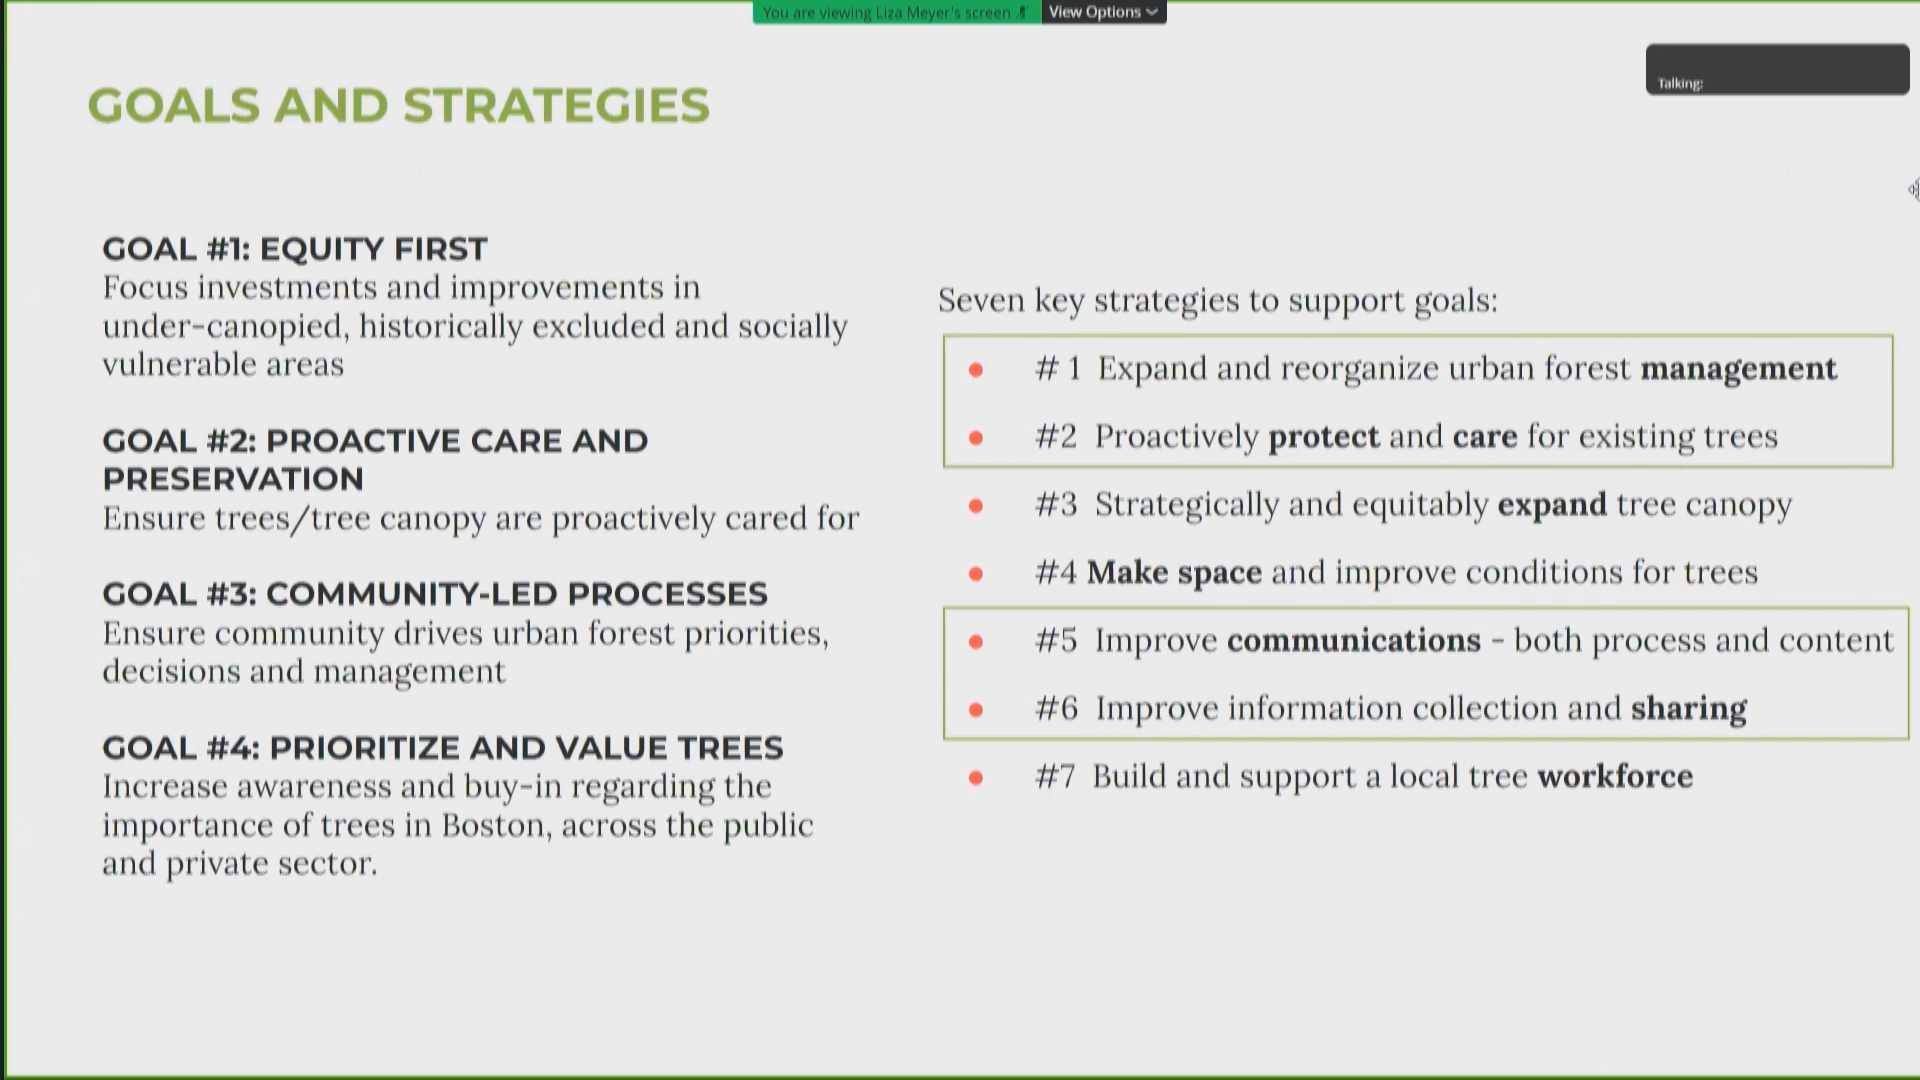 You are viewing Liza Meyer's screen
View Options
Talking:
GOALS AND STRATEGIES
GOAL #1: EQUITY FIRST
Focus investments and improvements in
under-canopied, historically excluded and socially
vulnerable areas
GOAL #2: PROACTIVE CARE AND
PRESERVATION
Ensure trees/tree canopy are proactively cared for
GOAL #3: COMMUNITY-LED PROCESSES
Ensure community drives urban forest priorities,
decisions and management
GOAL #4: PRIORITIZE AND VALUE TREES
Increase awareness and buy-in regarding the
importance of trees in Boston, across the public
and private sector.
Seven key strategies to support goals:
# 1 Expand and reorganize urban forest management
#2 Proactively protect and care for existing trees
#3 Strategically and equitably expand tree canopy
#4 Make space and improve conditions for trees
#5 Improve communications - both process and content
#6 Improve information collection and sharing
#7 Build and support a local tree workforce